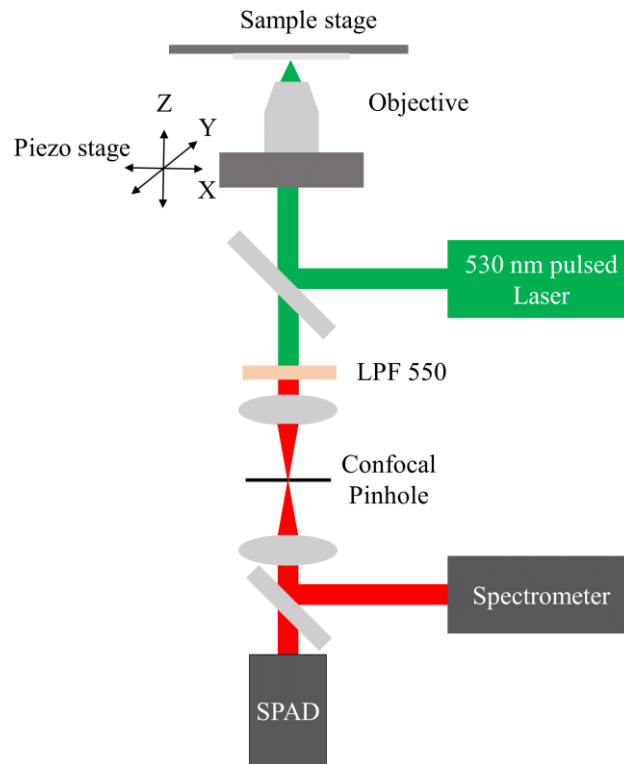 Sample stage
Objective
Z
Y
Piezo stage
X
530 nm pulsed
Laser
LPF 550
Confocal
Pinhole
Spectrometer
SPAD